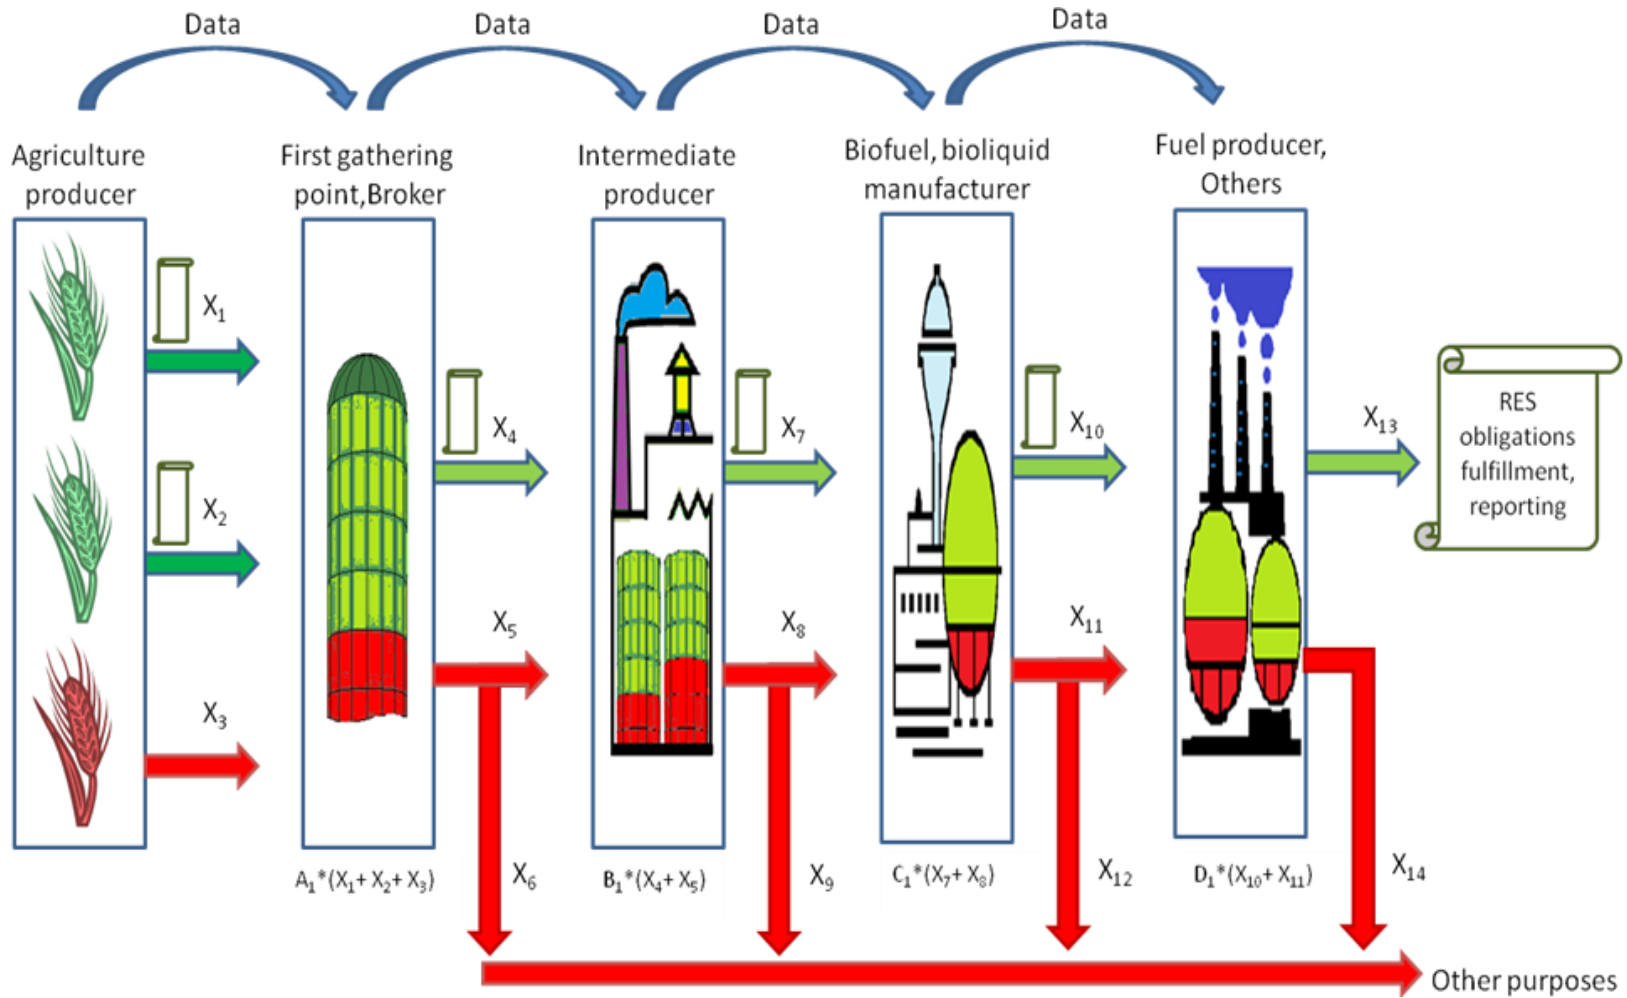 Data
Data
Data
Data
Agriculture
producer
First gathering
point,Broker
Intermediate
producer
Biofuel, bioliquid
manufacturer
Fuel producer,
Others
X₁
X₂
X₃
X₄
X₅
X₆
X₇
X₈
X₉
X₁₀
X₁₁
X₁₂
X₁₃
X₁₄
RES
obligations
fulfillment,
reporting
A₁*(X₁+ X₂+ X₃)
B₁*(X₄+ X₅)
C₁*(X₇+ X₈)
D₁*(X₁₀+ X₁₁)
Other purposes